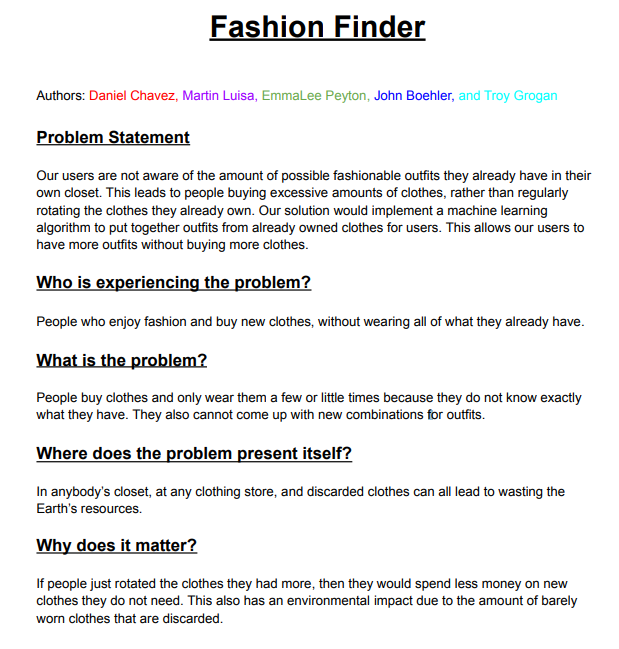 Fashion Finder
Authors: Daniel Chavez, Martin Luisa, EmmaLee Peyton, John Boehler, and Troy Grogan
Problem Statement
Our users are not aware of the amount of possible fashionable outfits they already have in their
own closet. This leads to people buying excessive amounts of clothes, rather than regularly
rotating the clothes they already own. Our solution would implement a machine learning
algorithm to put together outfits from already owned clothes for users. This allows our users to
have more outfits without buying more clothes.
Who is experiencing the problem?
People who enjoy fashion and buy new clothes, without wearing all of what they already have.
What is the problem?
People buy clothes and only wear them a few or little times because they do not know exactly
what they have. They also cannot come up with new combinations for outfits.
Where does the problem present itself?
In anybody's closet, at any clothing store, and discarded clothes can all lead to wasting the
Earth's resources.
Why does it matter?
If people just rotated the clothes they had more, then they would spend less money on new
clothes they do not need. This also has an environmental impact due to the amount of barely
worn clothes that are discarded.